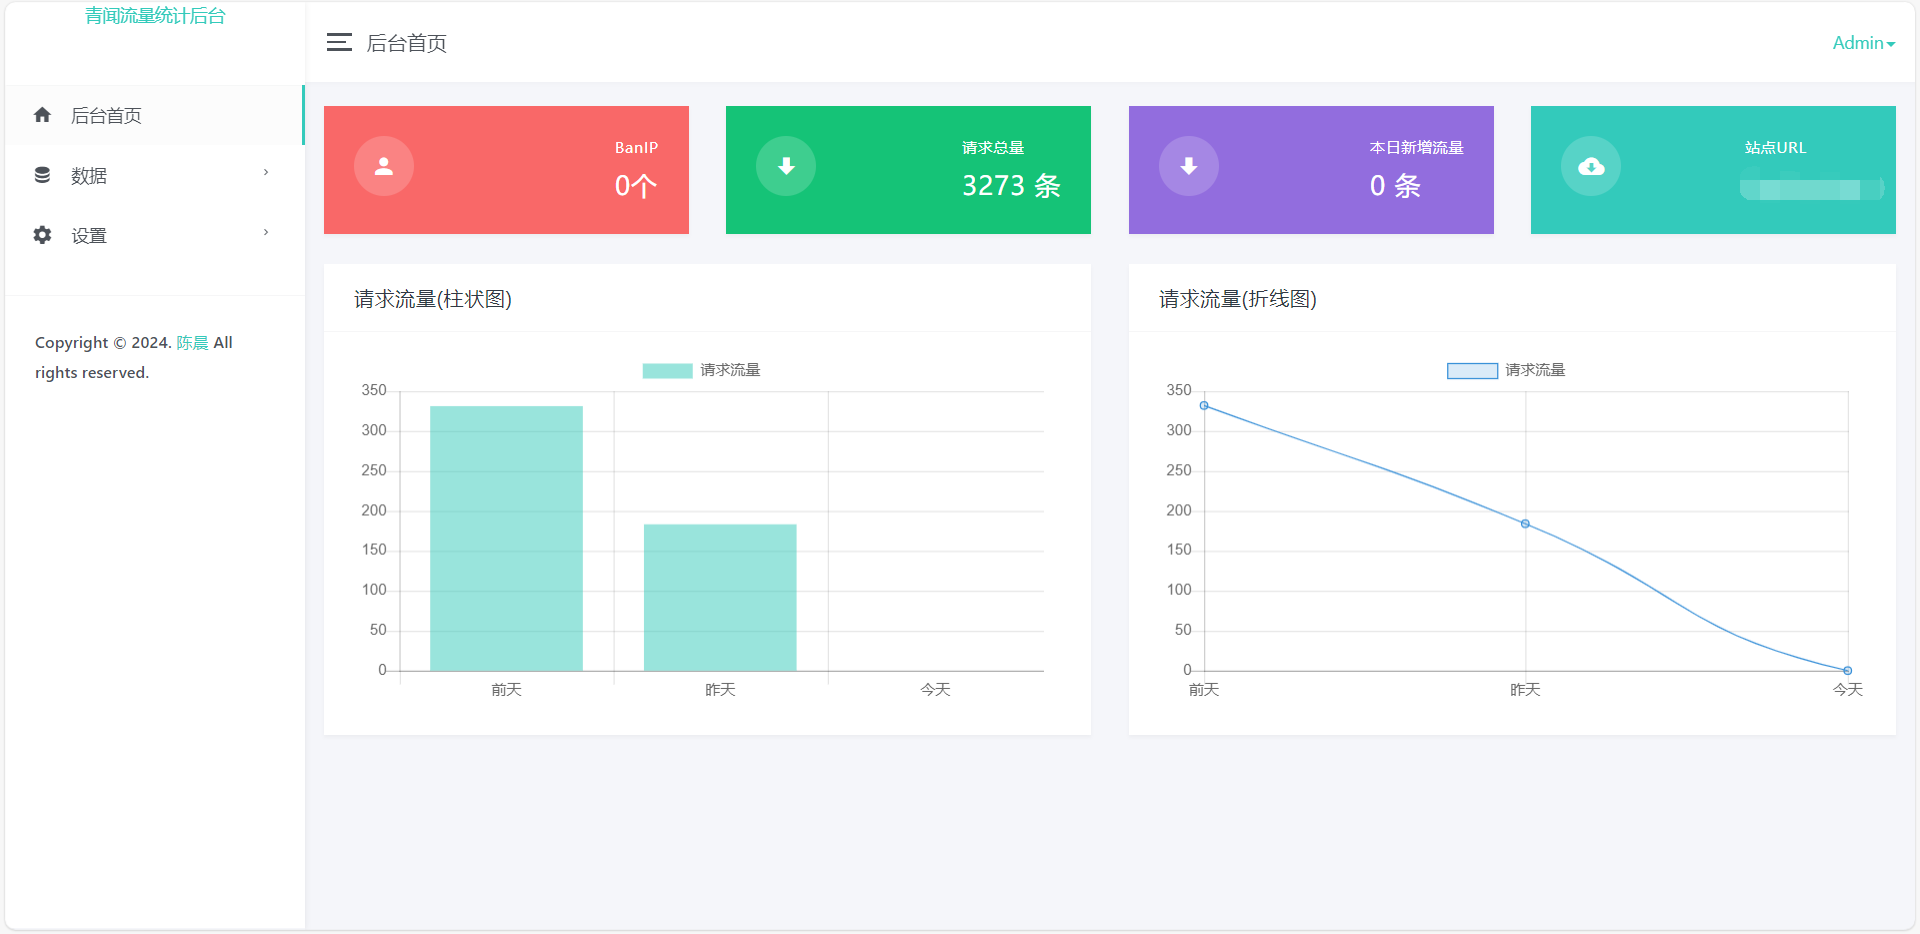 青闻流量统计后台
后台首页
数据
设置
Copyright © 2024. 陈晨 All
rights reserved.
后台首页
Admin
BanIP
0个
请求总量
3273 条
本日新增流量
0 条
站点URL
请求流量(柱状图)
请求流量
350
300
250
200
150
100
50
0
前天 昨天 今天
请求流量(折线图)
请求流量
350
300
250
200
150
100
50
0
前天 昨天 今天